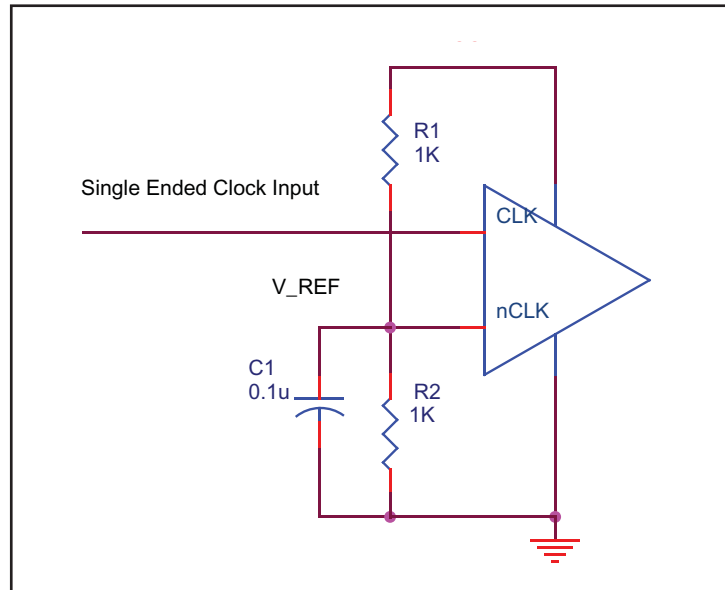 R1
1K
Single Ended Clock Input
CLK
V_REF
nCLK
C1
0.1u
R2
1K